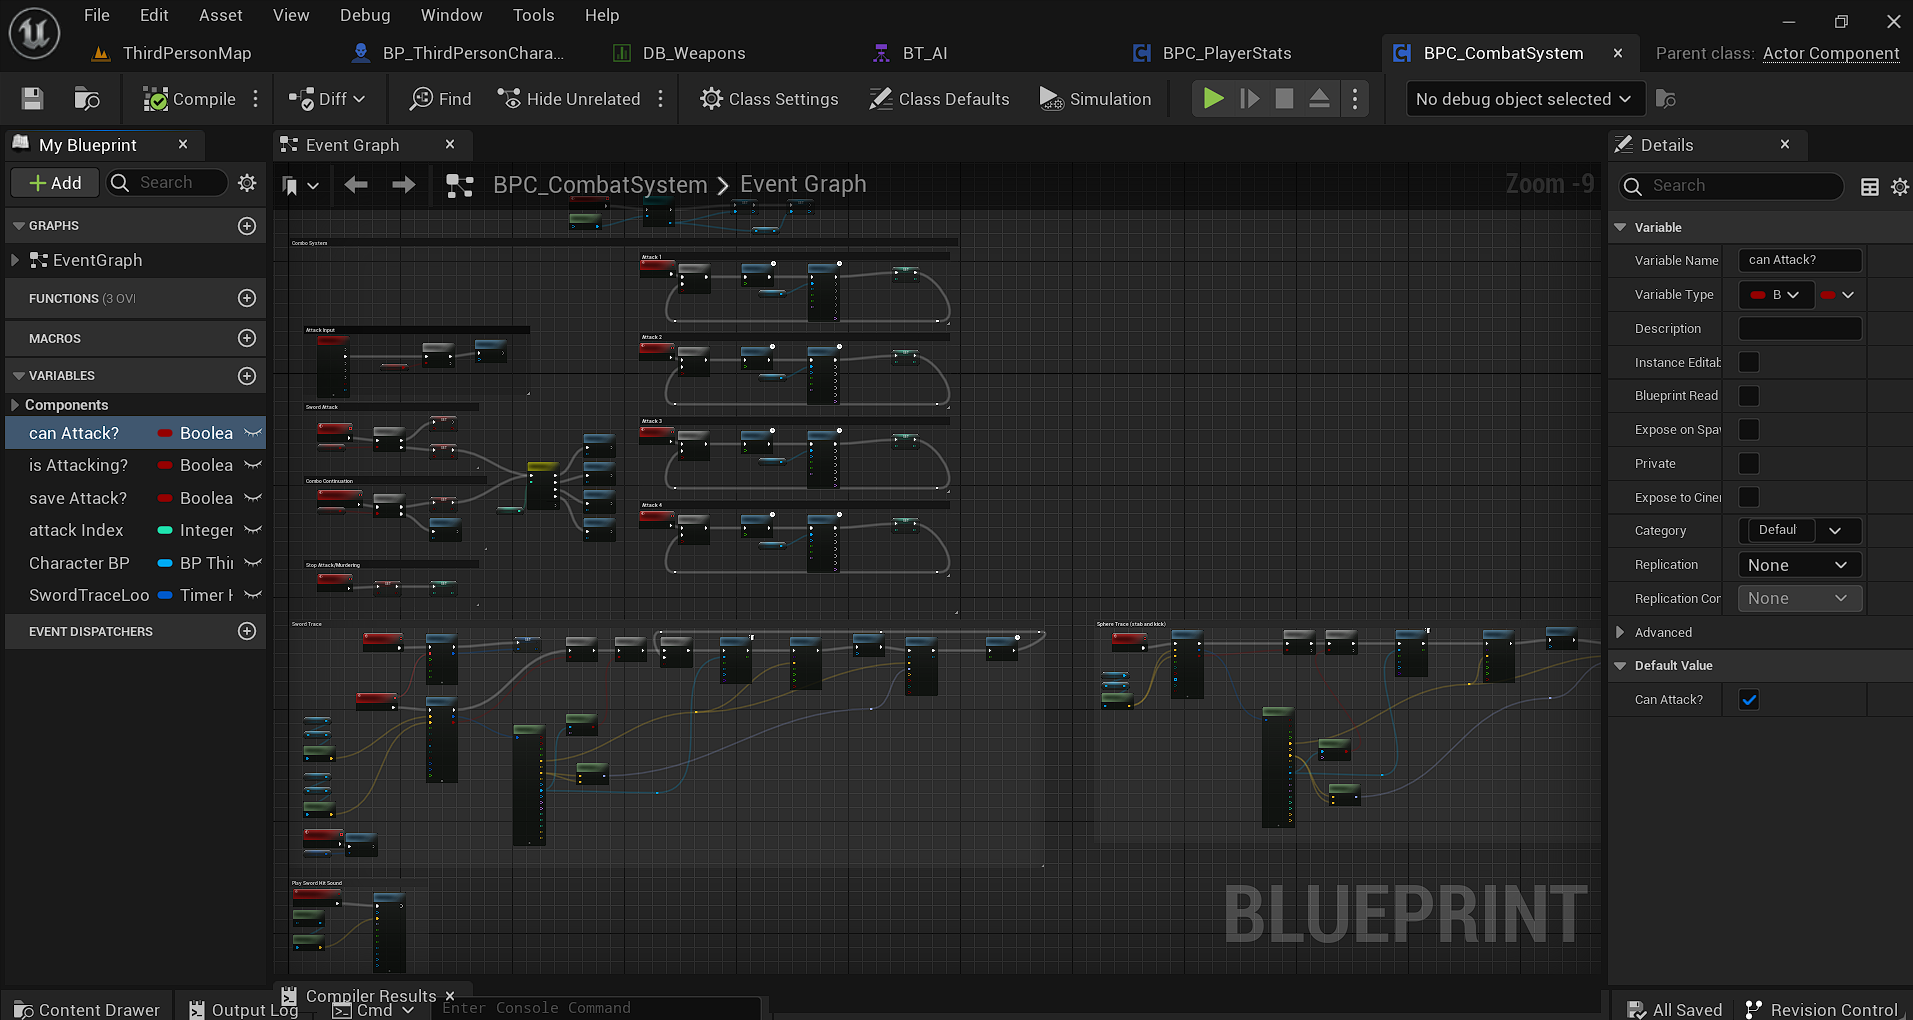 File Edit Asset View Debug Window Tools Help
ThirdPersonMap BP_ThirdPersonChara... DB_Weapons BT_AI BPC_PlayerStats BPC_CombatSystem Parent class: Actor Component
Compile Diff Find Hide Unrelated Class Settings Class Defaults Simulation No debug object selected
My Blueprint
Event Graph
Details
Add Search
BPC_CombatSystem > Event Graph
Zoom -9
Search
GRAPHS
EventGraph
FUNCTIONS (3 OVI
MACROS
VARIABLES
Components
can Attack? Boolea
is Attacking? Boolea
save Attack? Boolea
attack Index Integer
Character BP BP Thir
SwordTraceLoo Timer H
EVENT DISPATCHERS
Combo System
Attack 1
Attack Input
Attack 2
Sword Attack
Attack 3
Combo Continuation
Attack 4
Stop Attack/Murdering
Sword Trace
Sphere Trace (stab and kick)
Play Sword Hit Sound
BLUEPRINT
Variable
Variable Name can Attack?
Variable Type B
Description
Instance Editab
Blueprint Read
Expose on Spav
Private
Expose to Ciner
Category Defaul
Replication None
Replication Cor None
Advanced
Default Value
Can Attack?
Compiler Results
Content Drawer Output Log Cmd Enter Console Command All Saved Revision Control